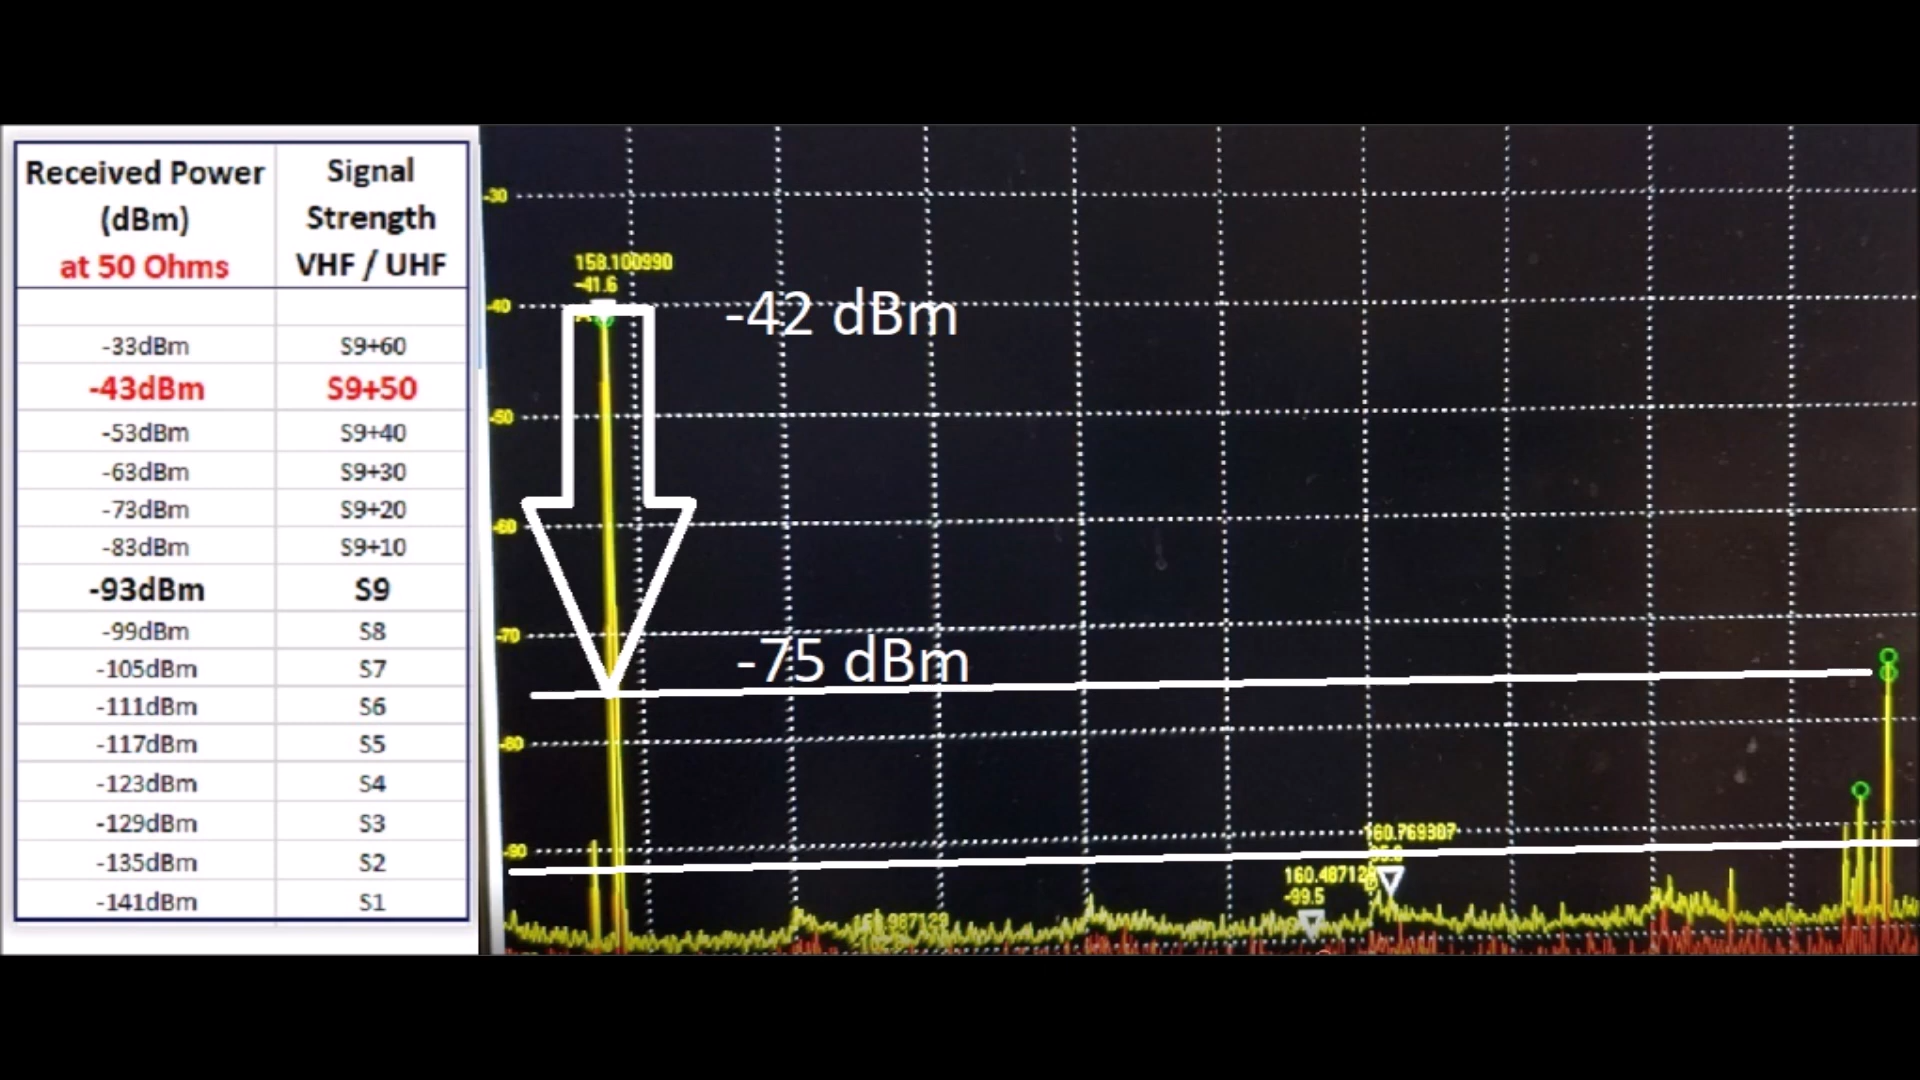 Received Power
(dBm)
at 50 Ohms
Signal
Strength
VHF / UHF
-33dBm S9+60
-43dBm S9+50
-53dBm S9+40
-63dBm S9+30
-73dBm S9+20
-83dBm S9+10
-93dBm S9
-99dBm S8
-105dBm S7
-111dBm S6
-117dBm S5
-123dBm S4
-129dBm S3
-135dBm S2
-141dBm S1
-30
158.100990
-41.6
-40
-42 dBm
-50
-60
-70
-75 dBm
-80
-90
160.769307
160.487129
-99.5